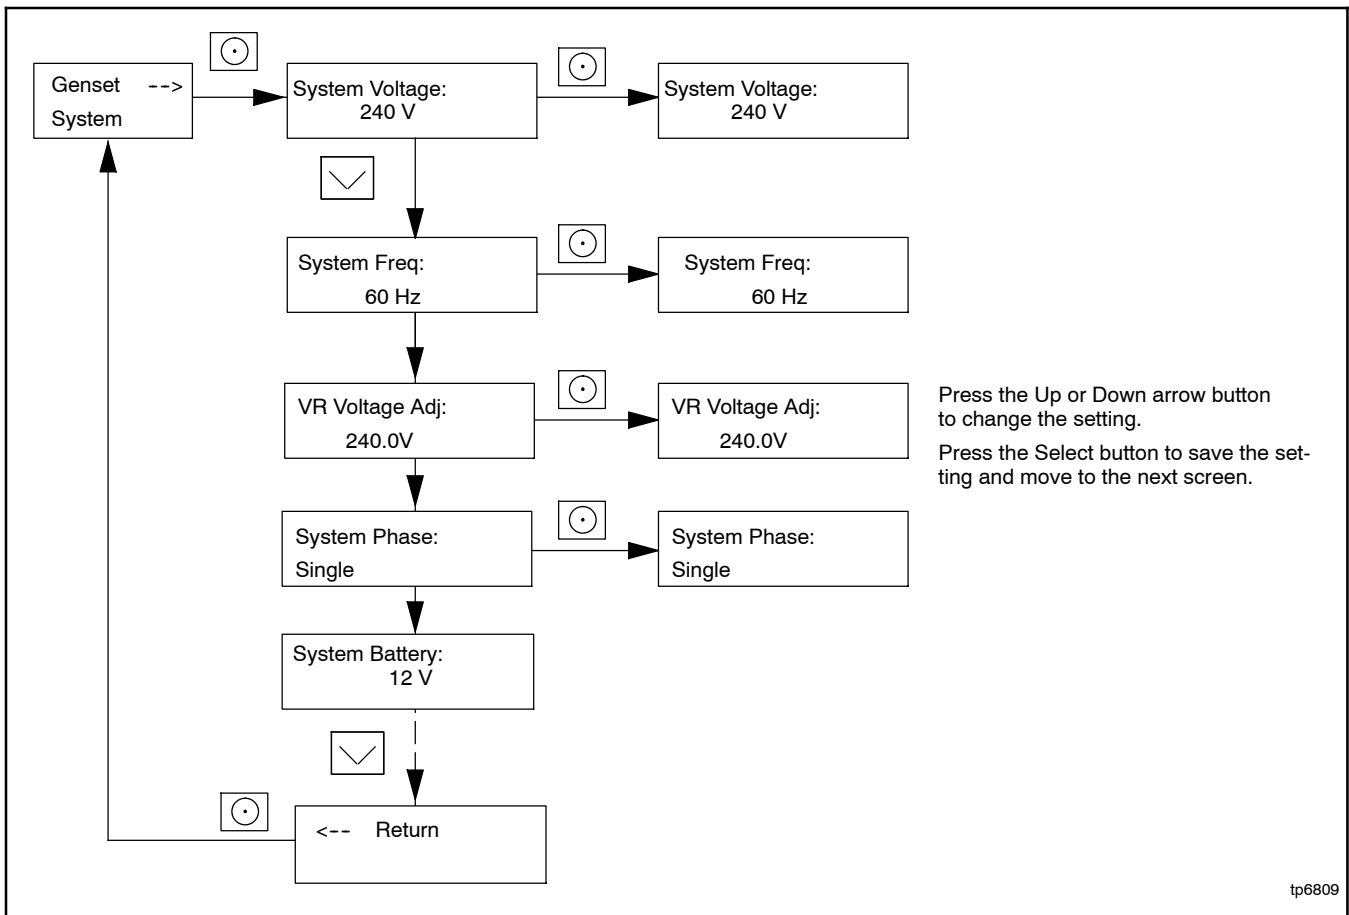 Genset -->
System
System Voltage:
240 V
System Voltage:
240 V
System Freq:
60 Hz
System Freq:
60 Hz
VR Voltage Adj:
240.0V
VR Voltage Adj:
240.0V
Press the Up or Down arrow button
to change the setting.
Press the Select button to save the set-
ting and move to the next screen.
System Phase:
Single
System Phase:
Single
System Battery:
12 V
<-- Return
tp6809